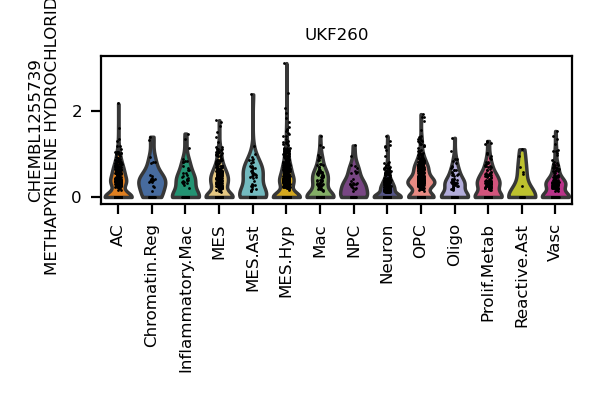 UKF260
CHEMBL1255739
METHAPYRILENE HYDROCHLORID
2
0
AC
Chromatin.Reg
Inflammatory.Mac
MES
MES.Ast
MES.Hyp
Mac
NPC
Neuron
OPC
Oligo
Prolif.Metab
Reactive.Ast
Vasc